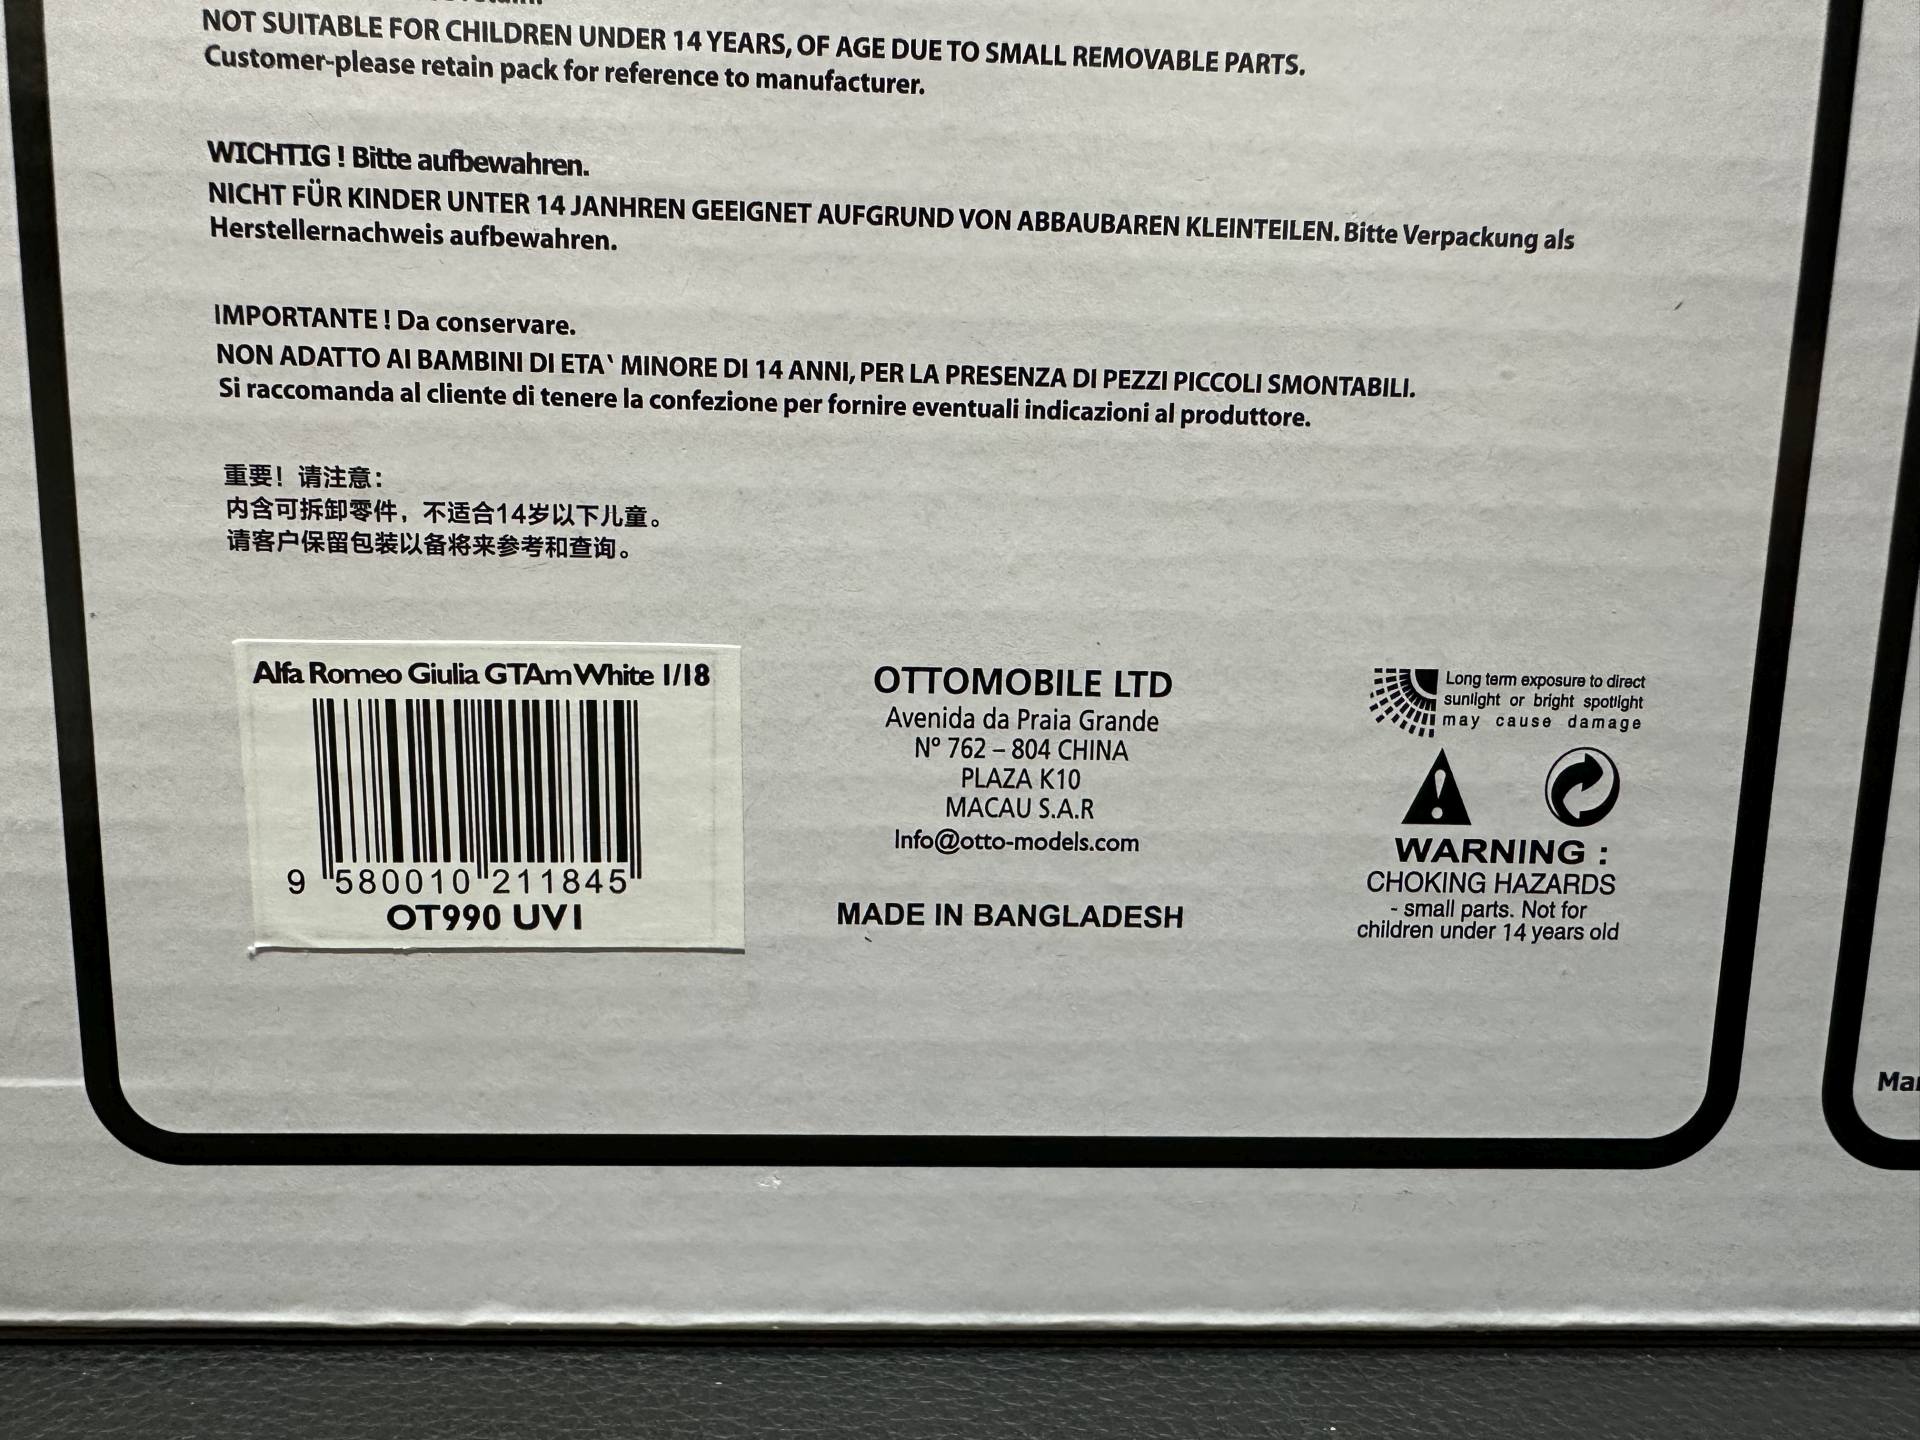 NOT SUITABLE FOR CHILDREN UNDER 14 YEARS, OF AGE DUE TO SMALL REMOVABLE PARTS.
Customer-please retain pack for reference to manufacturer.
WICHTIG ! Bitte aufbewahren.
NICHT FÜR KINDER UNTER 14 JANHREN GEEIGNET AUFGRUND VON ABBAUBAREN KLEINTEILEN. Bitte Verpackung als
Herstellernachweis aufbewahren.
IMPORTANTE ! Da conservare.
NON ADATTO AI BAMBINI DI ETA` MINORE DI 14 ANNI, PER LA PRESENZA DI PEZZI PICCOLI SMONTABILI.
Si raccomanda al cliente di tenere la confezione per fornire eventuali indicazioni al produttore.
重要！请注意：
内含可拆卸零件，不适合14岁以下儿童。
请客户保留包装以备将来参考和查询。
Alfa Romeo Giulia GTAm White 1/18
9 580010 211845
OT990 UV1
OTTOMOBILE LTD
Avenida da Praia Grande
Nº 762 – 804 CHINA
PLAZA K10
MACAU S.A.R
Info@otto-models.com
MADE IN BANGLADESH
Long term exposure to direct
sunlight or bright spotlight
may cause damage
WARNING :
CHOKING HAZARDS
- small parts. Not for
children under 14 years old